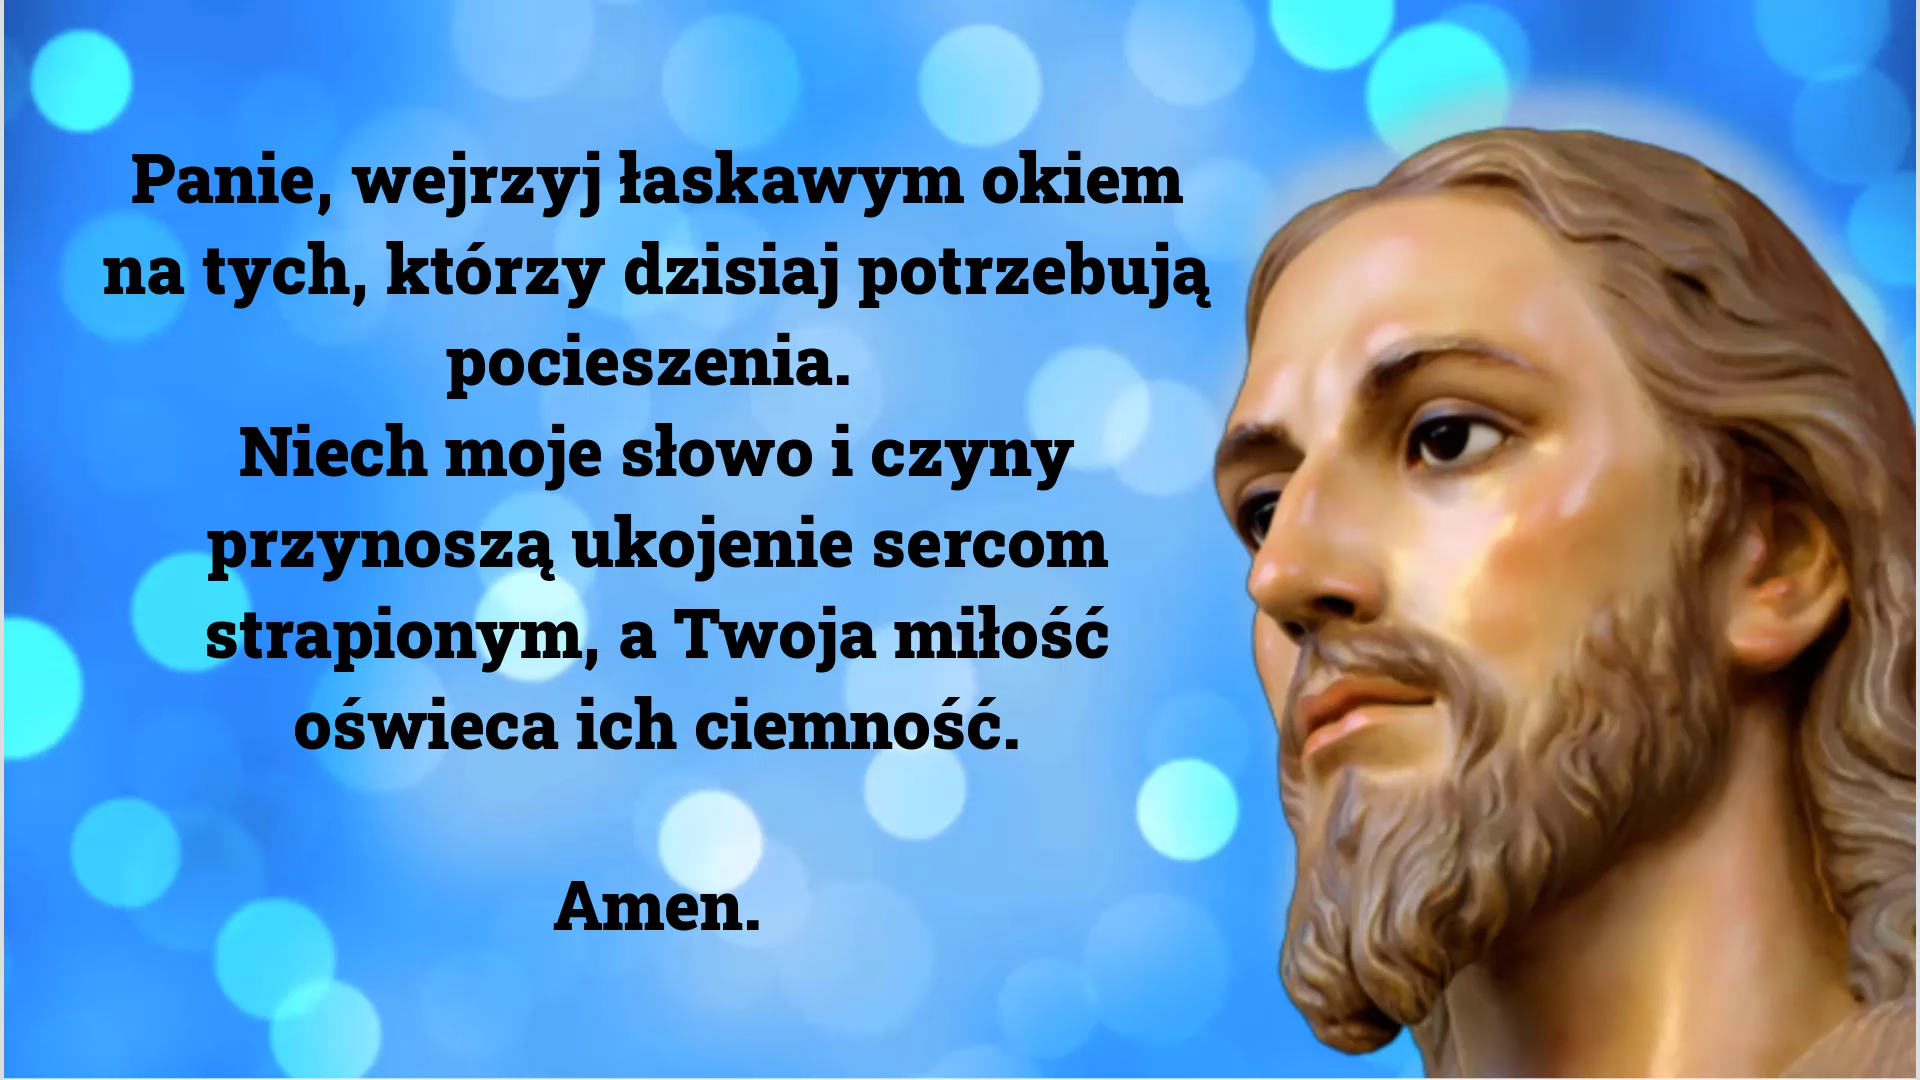 Panie, wejrzyj łaskawym okiem
na tych, którzy dzisiaj potrzebują
pocieszenia.
Niech moje słowo i czyny
przynoszą ukojenie sercom
strapionym, a Twoja miłość
oświeca ich ciemność.
Amen.